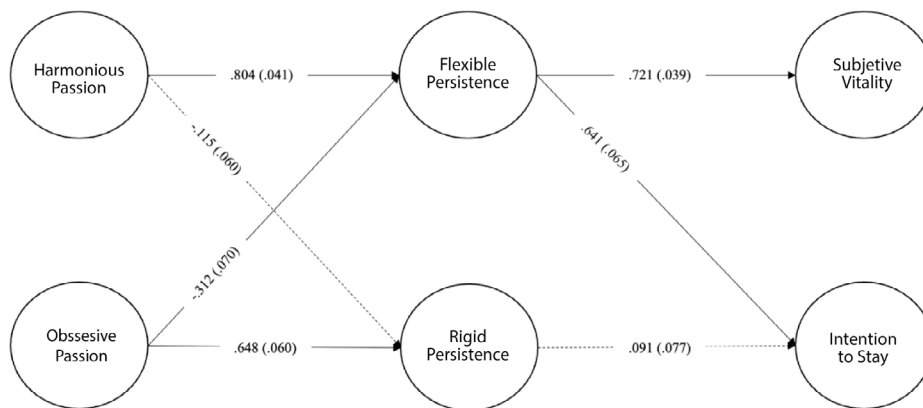 Harmonious
Passion
.804 (.041)
Flexible
Persistence
.721 (.039)
Subjetive
Vitality
-.115 (.060)
.641 (.065)
-.312 (.070)
Obssesive
Passion
.648 (.060)
Rigid
Persistence
.091 (.077)
Intention
to Stay